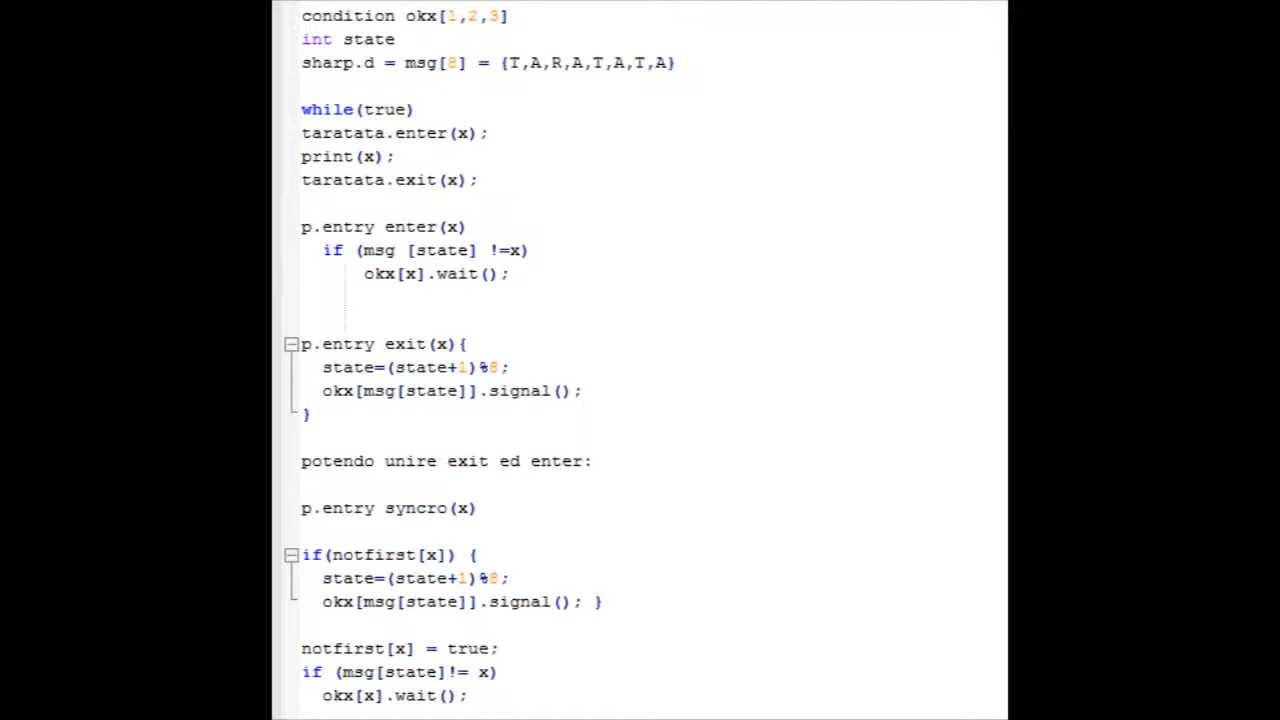 condition okx[1,2,3]
int state
sharp.d = msg[8] = {T,A,R,A,T,A,T,A}
while(true)
taratata.enter(x);
print(x);
taratata.exit(x);
p.entry enter(x)
if (msg [state] !=x)
okx[x].wait();
p.entry exit(x){
state=(state+1)%8;
okx[msg[state]].signal();
}
potendo unire exit ed enter:
p.entry syncro(x)
if(notfirst[x]) {
state=(state+1)%8;
okx[msg[state]].signal(); }
notfirst[x] = true;
if (msg[state]!= x)
okx[x].wait();